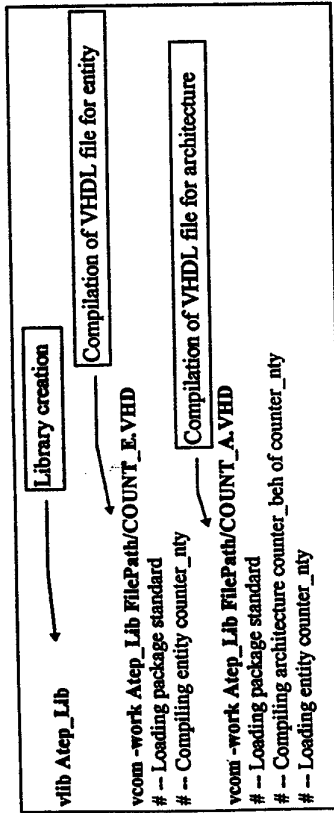 Library creation
vlib Atep_Lib
Compilation of VHDL file for entity
vcom -work Atep_Lib FilePath/COUNT_E.VHD
# -- Loading package standard
# -- Compiling entity counter_nty
Compilation of VHDL file for architecture
vcom -work Atep_Lib FilePath/COUNT_A.VHD
# -- Loading package standard
# -- Compiling architecture counter_beh of counter_nty
# -- Loading entity counter_nty